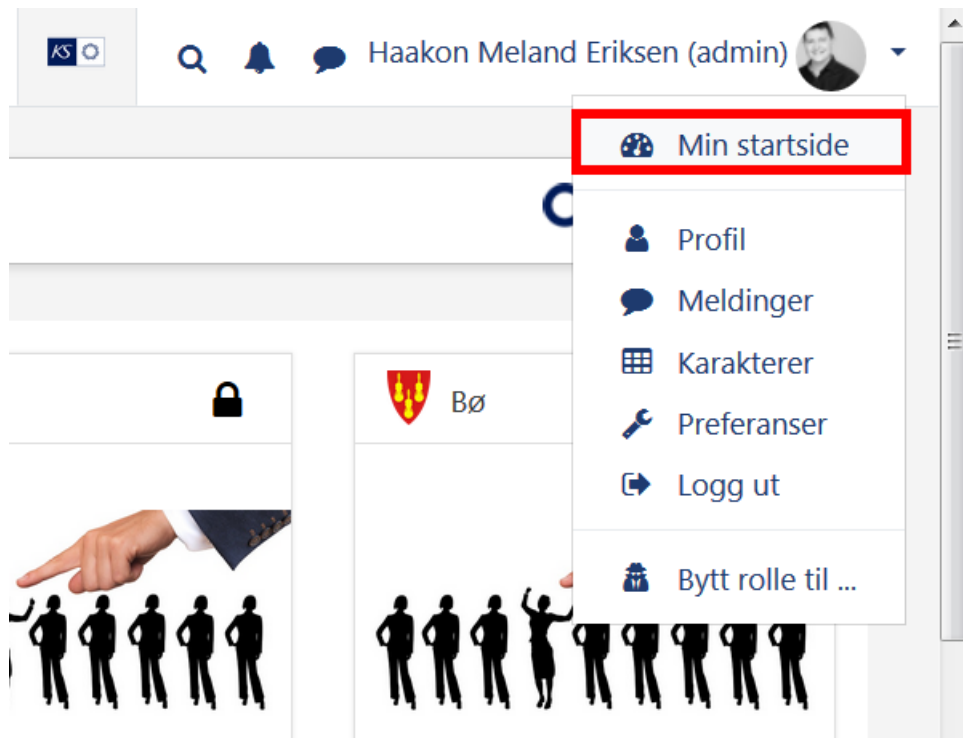 KS
Haakon Meland Eriksen (admin)
Min startside
Profil
Meldinger
Karakterer
Preferanser
Logg ut
Bytt rolle til ...
Bø